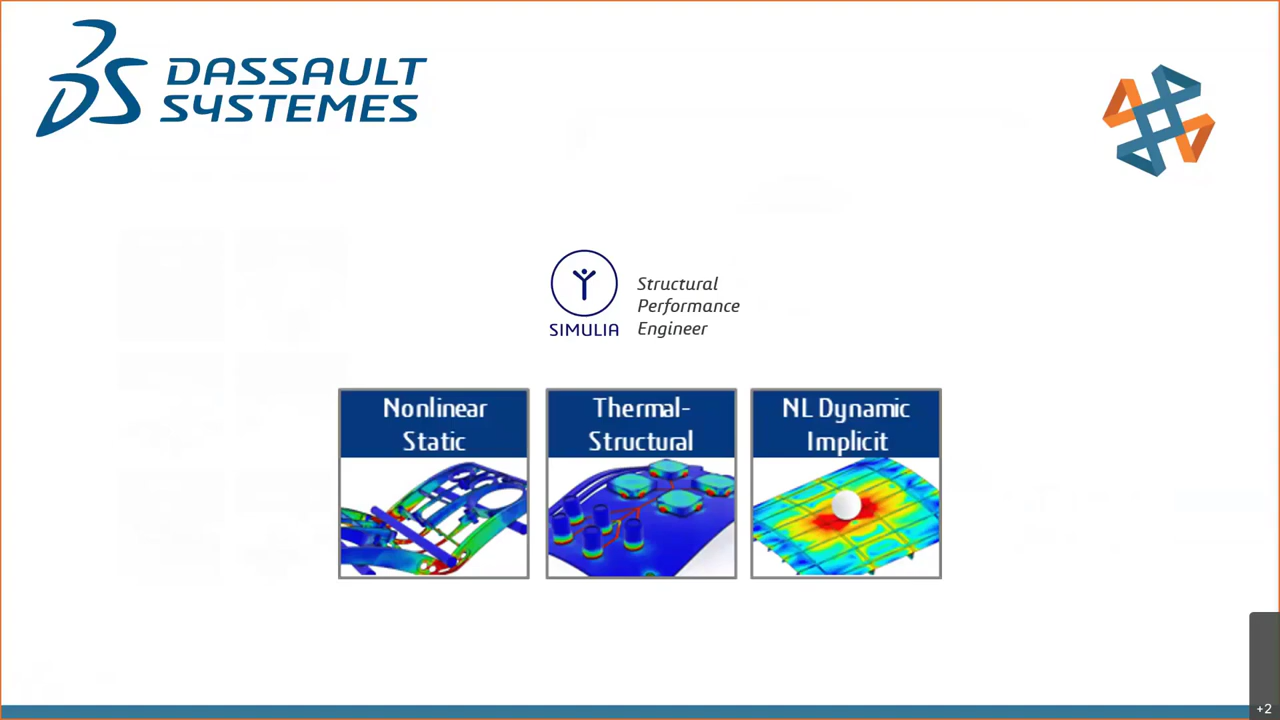 DASSAULT
SYSTEMES
SIMULIA
Structural
Performance
Engineer
Nonlinear
Static
Thermal-
Structural
NL Dynamic
Implicit
+2